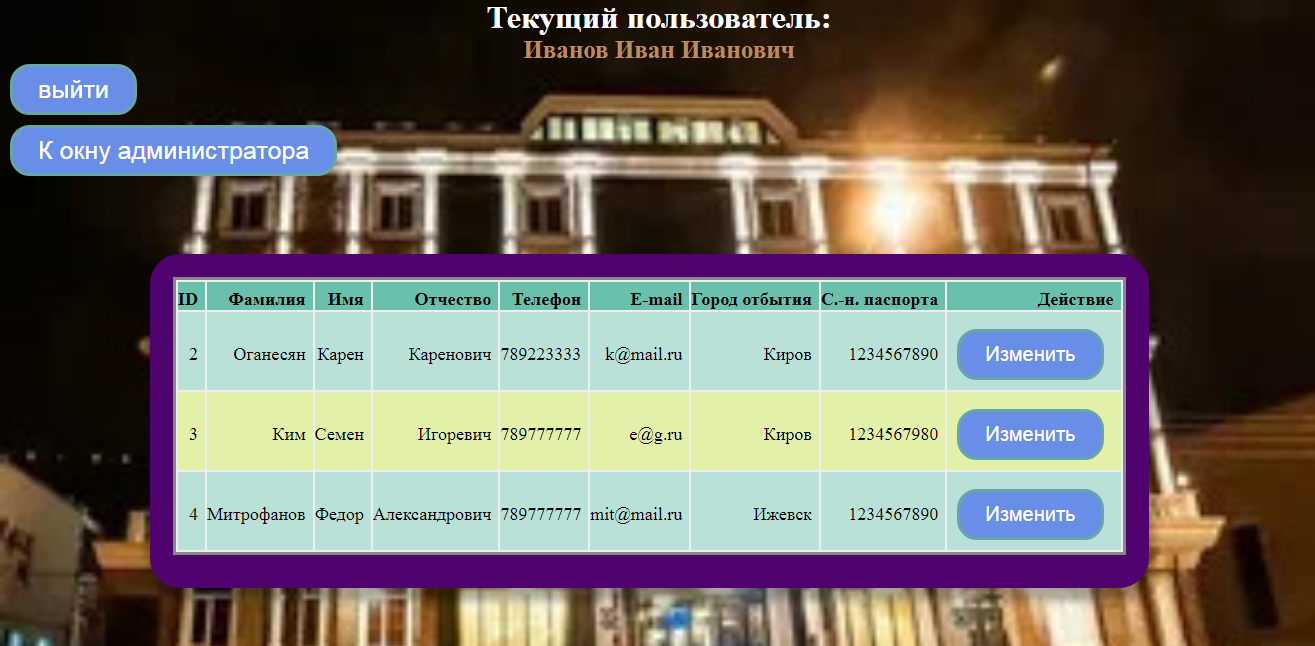 Текущий пользователь:
Иванов Иван Иванович
выйти
К окну администратора
ID Фамилия Имя Отчество Телефон E-mail Город отбытия С.-н. паспорта Действие
2 Оганесян Карен Каренович 789223333 k@mail.ru Киров 1234567890 Изменить
3 Ким Семен Игоревич 789777777 e@g.ru Киров 1234567980 Изменить
4 Митрофанов Федор Александрович 789777777 mit@mail.ru Ижевск 1234567890 Изменить